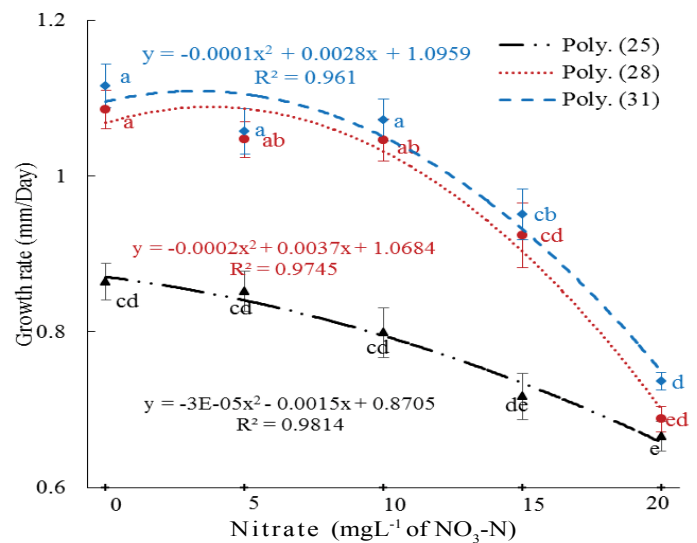 1.2
y = -0.0001x² + 0.0028x + 1.0959
R² = 0.961
Poly. (25)
Poly. (28)
Poly. (31)
a
a
a
ab
a
ab
1
cb
cd
y = -0.0002x² + 0.0037x + 1.0684
R² = 0.9745
cd
cd
cd
0.8
y = -3E-05x² - 0.0015x + 0.8705
R² = 0.9814
de
d
ed
e
0.6
0
5
10
15
20
Growth rate (mm/Day)
Nitrate (mgL⁻¹ of NO₃-N)